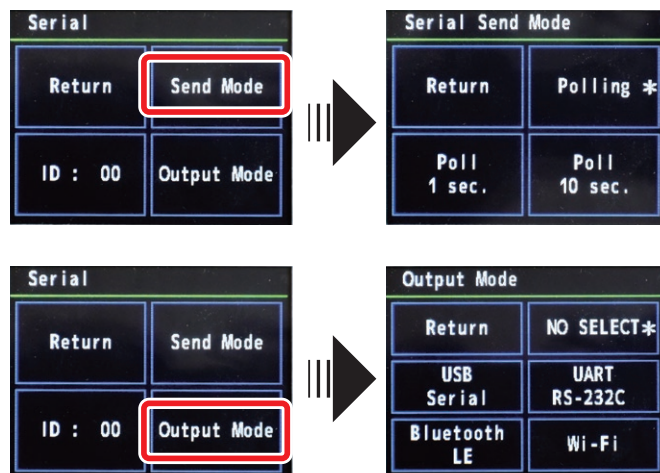 Serial
Return
Send Mode
ID : 00
Output Mode
Serial Send Mode
Return
Polling *
Poll
1 sec.
Poll
10 sec.
Serial
Return
Send Mode
ID : 00
Output Mode
Output Mode
Return
NO SELECT*
USB
Serial
UART
RS-232C
Bluetooth
LE
Wi-Fi